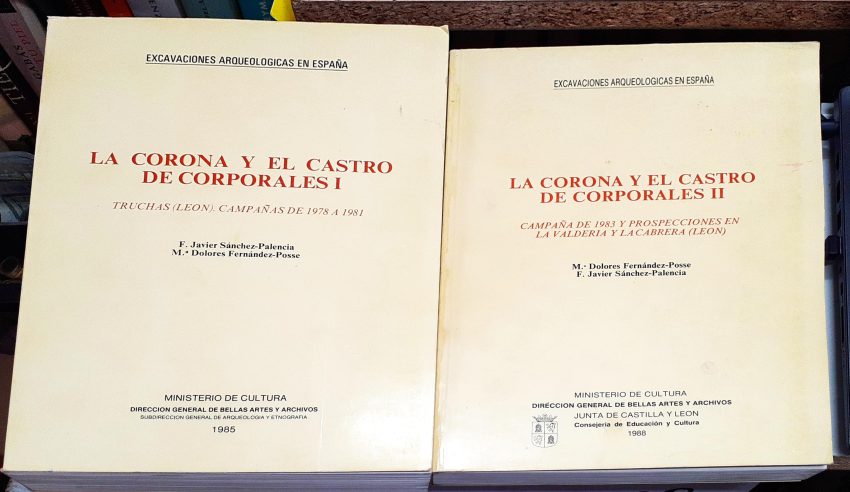 EXCAVACIONES ARQUEOLOGICAS EN ESPAÑA
LA CORONA Y EL CASTRO
DE CORPORALES I
TRUCHAS (LEON). CAMPAÑAS DE 1978 A 1981
F. Javier Sánchez-Palencia
M.ª Dolores Fernández-Posse
MINISTERIO DE CULTURA
DIRECCION GENERAL DE BELLAS ARTES Y ARCHIVOS
SUBDIRECCION GENERAL DE ARQUEOLOGIA Y ETNOGRAFIA
1985
EXCAVACIONES ARQUEOLOGICAS EN ESPAÑA
LA CORONA Y EL CASTRO
DE CORPORALES II
CAMPAÑA DE 1983 Y PROSPECCIONES EN
LA VALDERIA Y LA CABRERA (LEON)
M.ª Dolores Fernández-Posse
F. Javier Sánchez-Palencia
MINISTERIO DE CULTURA
DIRECCION GENERAL DE BELLAS ARTES Y ARCHIVOS
JUNTA DE CASTILLA Y LEON
Consejería de Educación y Cultura
1988